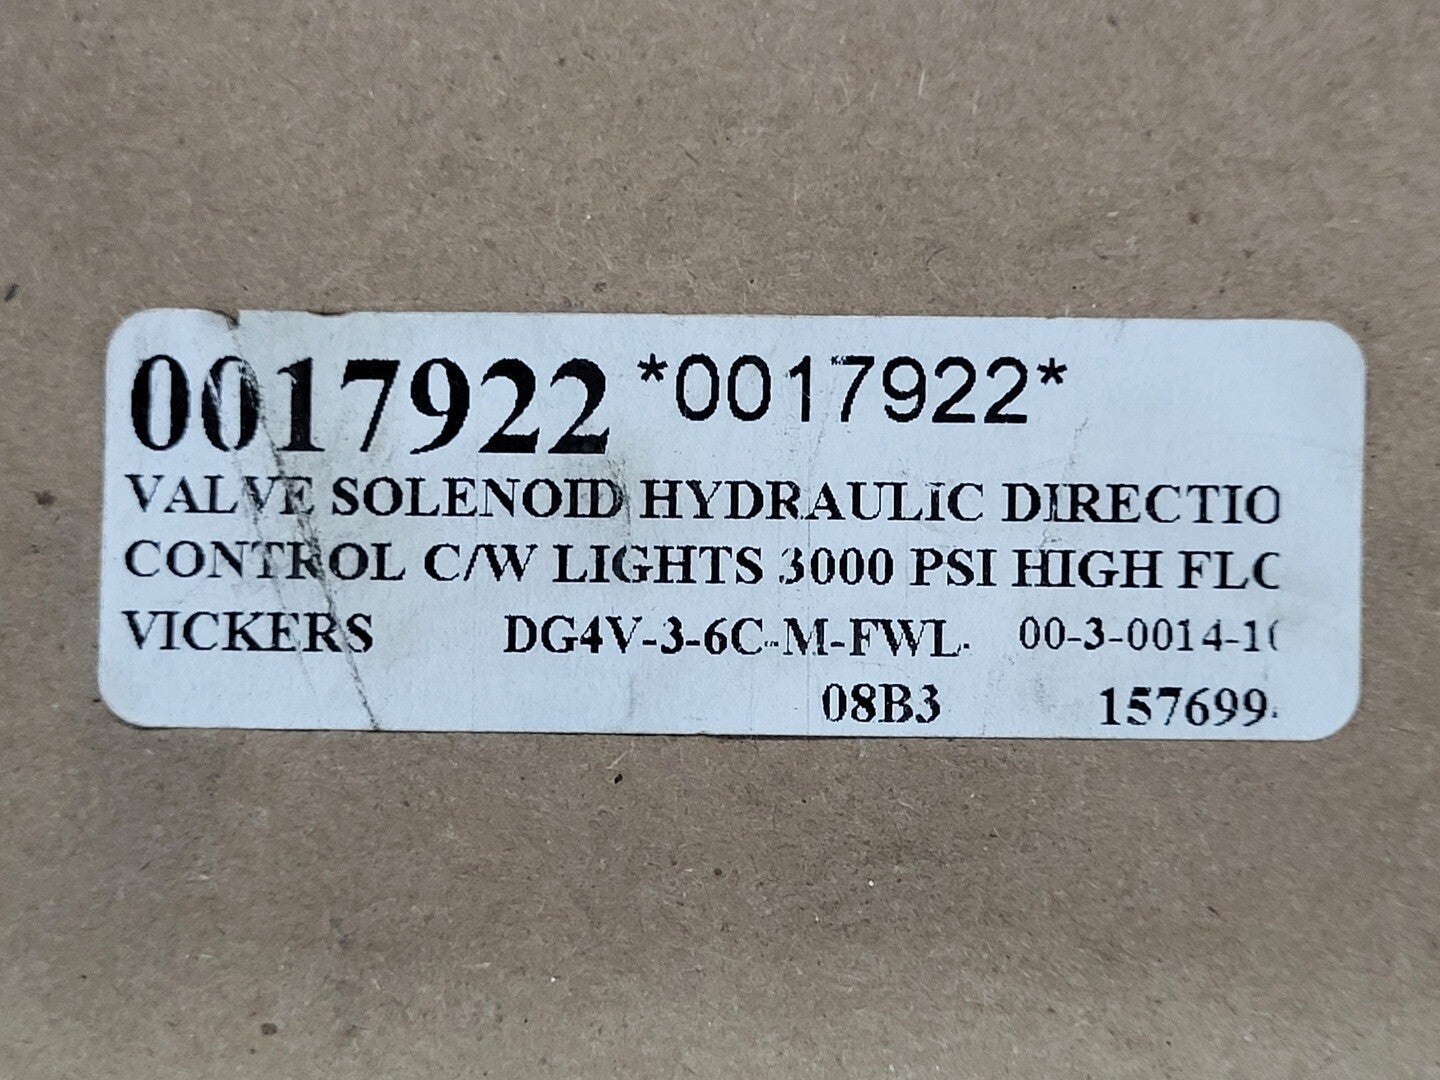 0017922 *0017922*
VALVE SOLENOID HYDRAULIC DIRECTIO
CONTROL C/W LIGHTS 3000 PSI HIGH FLO
VICKERS DG4V-3-6C-M-FWL- 00-3-0014-1
08B3 157699